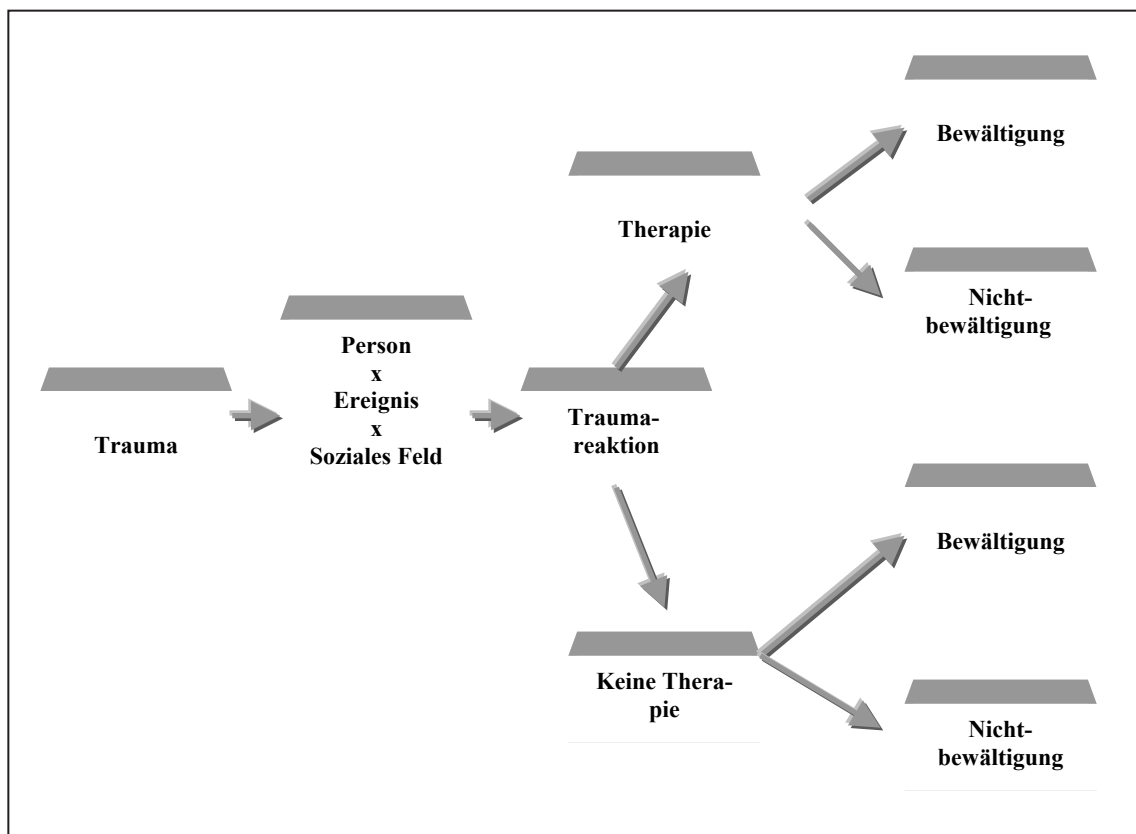 Trauma
Person
x
Ereignis
x
Soziales Feld
Trauma-
reaktion
Therapie
Bewältigung
Nicht-
bewältigung
Keine Thera-
pie
Bewältigung
Nicht-
bewältigung